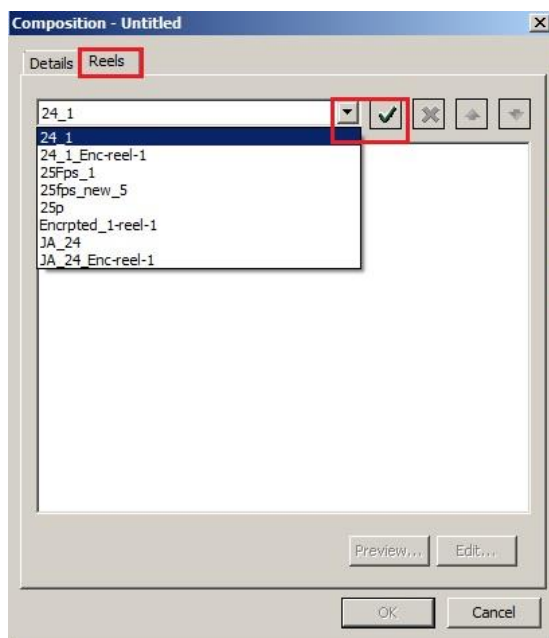 Composition - Untitled
Details Reels
24_1
24_1
24_1_Enc-reel-1
25Fps_1
25fps_new_5
25p
Encrpted_1-reel-1
JA_24
JA_24_Enc-reel-1
Preview... Edit...
OK Cancel